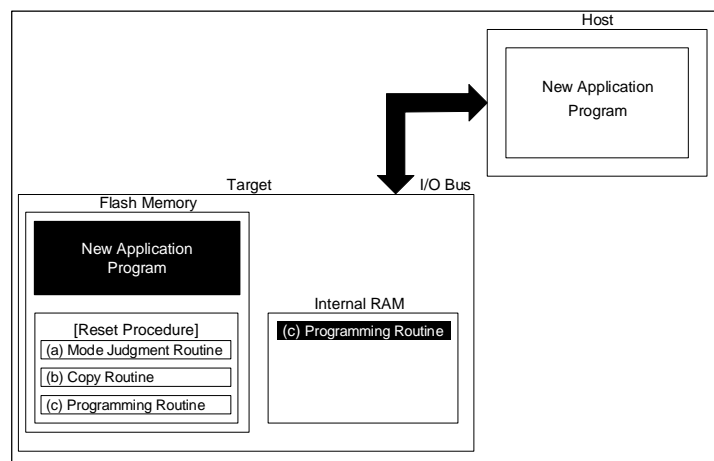 Host
New Application
Program
Target
I/O Bus
Flash Memory
New Application
Program
Internal RAM
(c) Programming Routine
[Reset Procedure]
(a) Mode Judgment Routine
(b) Copy Routine
(c) Programming Routine